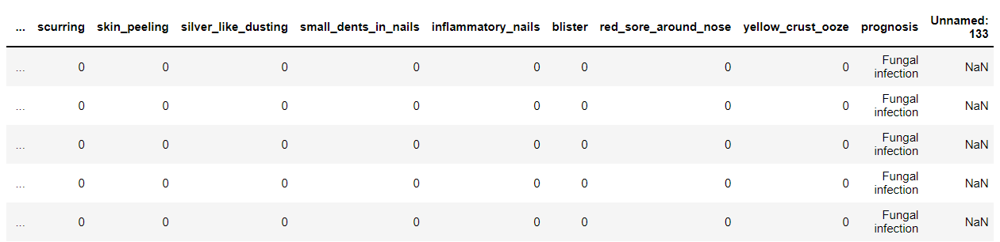 ... scurring skin_peeling silver_like_dusting small_dents_in_nails inflammatory_nails blister red_sore_around_nose yellow_crust_ooze prognosis Unnamed: 133
... 0 0 0 0 0 0 0 0 Fungal infection NaN
... 0 0 0 0 0 0 0 0 Fungal infection NaN
... 0 0 0 0 0 0 0 0 Fungal infection NaN
... 0 0 0 0 0 0 0 0 Fungal infection NaN
... 0 0 0 0 0 0 0 0 Fungal infection NaN